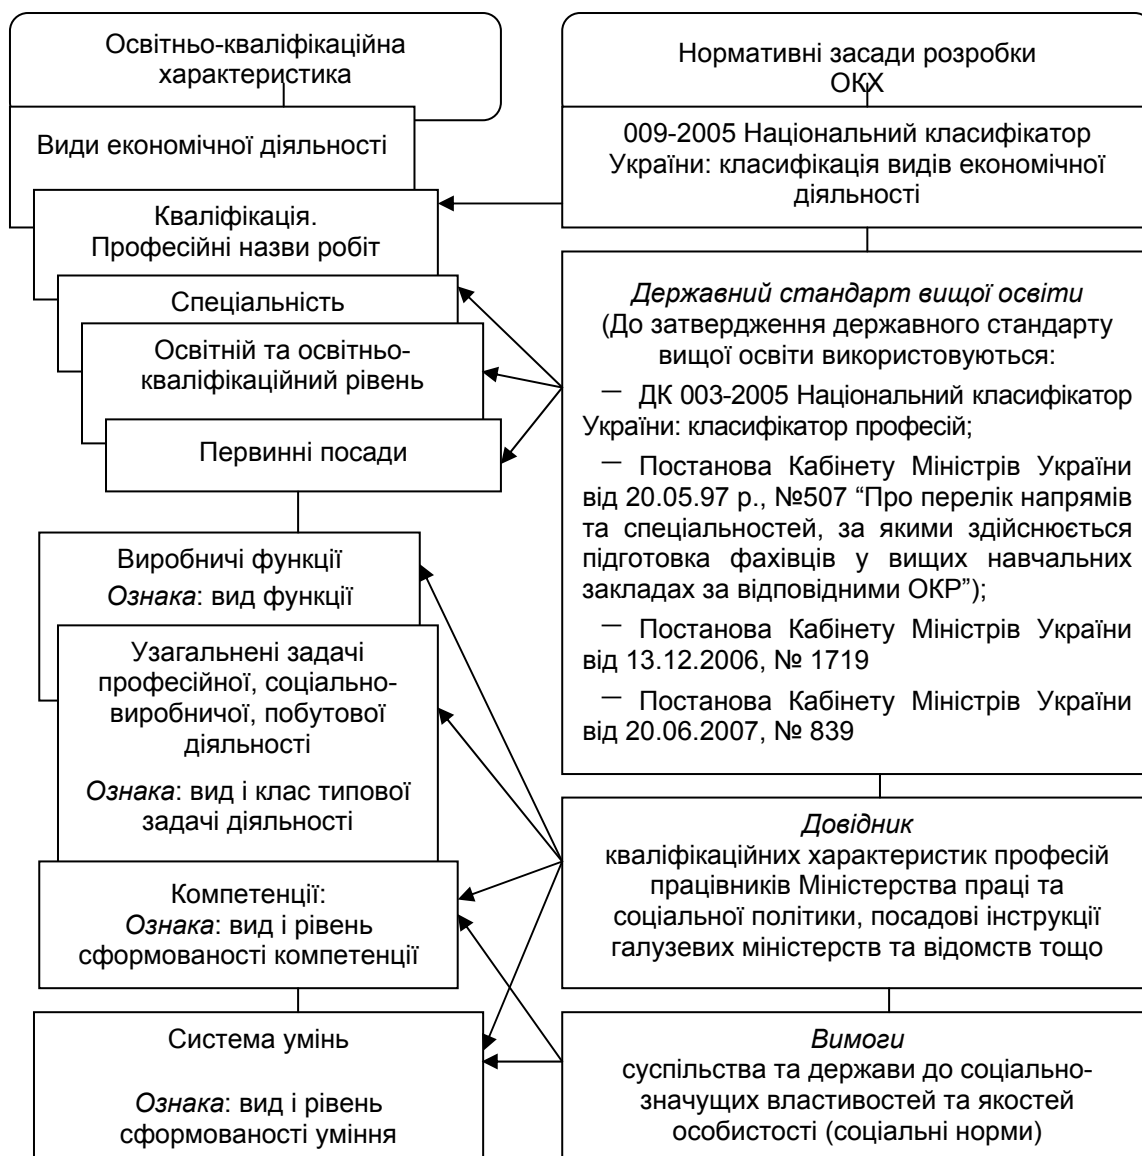 Освітньо-кваліфікаційна
характеристика
Види економічної діяльності
Кваліфікація.
Професійні назви робіт
Спеціальність
Освітній та освітньо-
кваліфікаційний рівень
Первинні посади
Виробничі функції
Ознака: вид функції
Узагальнені задачі
професійної, соціально-
виробничої, побутової
діяльності
Ознака: вид і клас типової
задачі діяльності
Компетенції:
Ознака: вид і рівень
сформованості компетенції
Система умінь
Ознака: вид і рівень
сформованості уміння
Нормативні засади розробки
ОКХ
009-2005 Національний класифікатор
України: класифікація видів економічної
діяльності
Державний стандарт вищої освіти
(До затвердження державного стандарту
вищої освіти використовуються:
— ДК 003-2005 Національний класифікатор
України: класифікатор професій;
— Постанова Кабінету Міністрів України
від 20.05.97 р., №507 “Про перелік напрямів
та спеціальностей, за якими здійснюється
підготовка фахівців у вищих навчальних
закладах за відповідними ОКР”);
— Постанова Кабінету Міністрів України
від 13.12.2006, № 1719
— Постанова Кабінету Міністрів України
від 20.06.2007, № 839
Довідник
кваліфікаційних характеристик професій
працівників Міністерства праці та
соціальної політики, посадові інструкції
галузевих міністерств та відомств тощо
Вимоги
суспільства та держави до соціально-
значущих властивостей та якостей
особистості (соціальні норми)